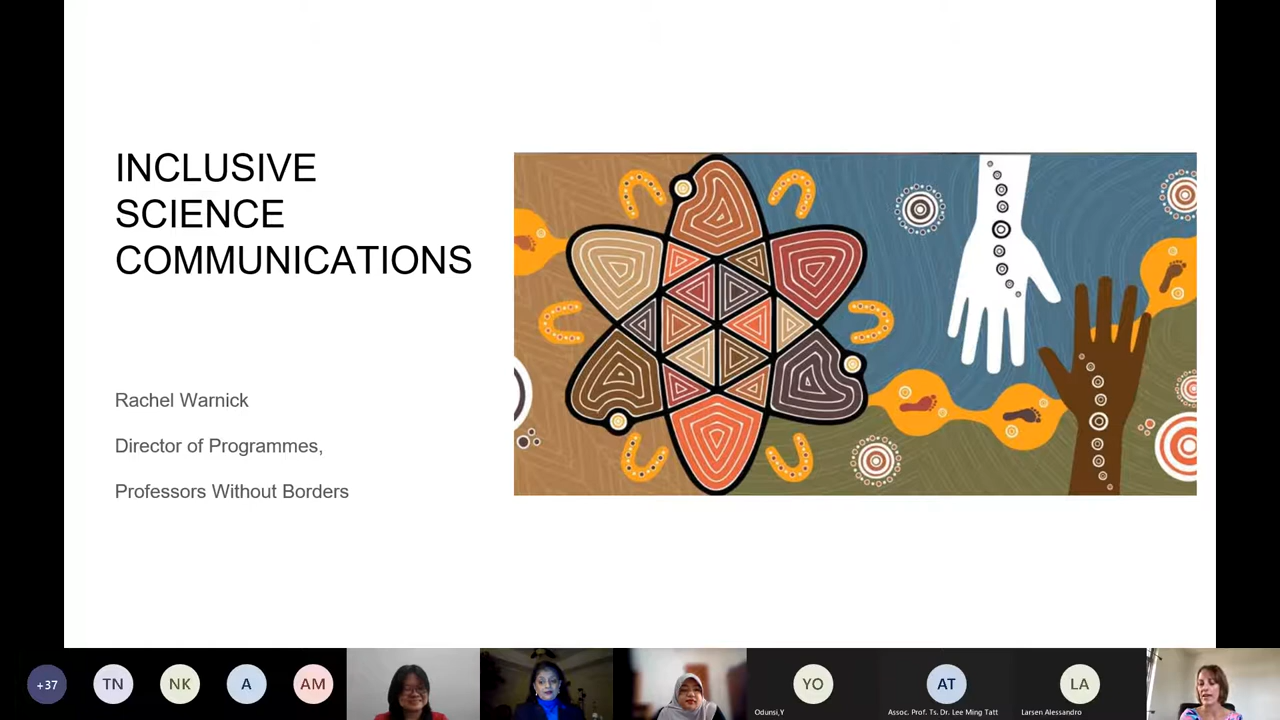 INCLUSIVE
SCIENCE
COMMUNICATIONS
Rachel Warnick
Director of Programmes,
Professors Without Borders
+37
TN
NK
A
AM
YO
Odunsi,Y
AT
Assoc. Prof. Ts. Dr. Lee Ming Tatt
LA
Larsen Alessandro